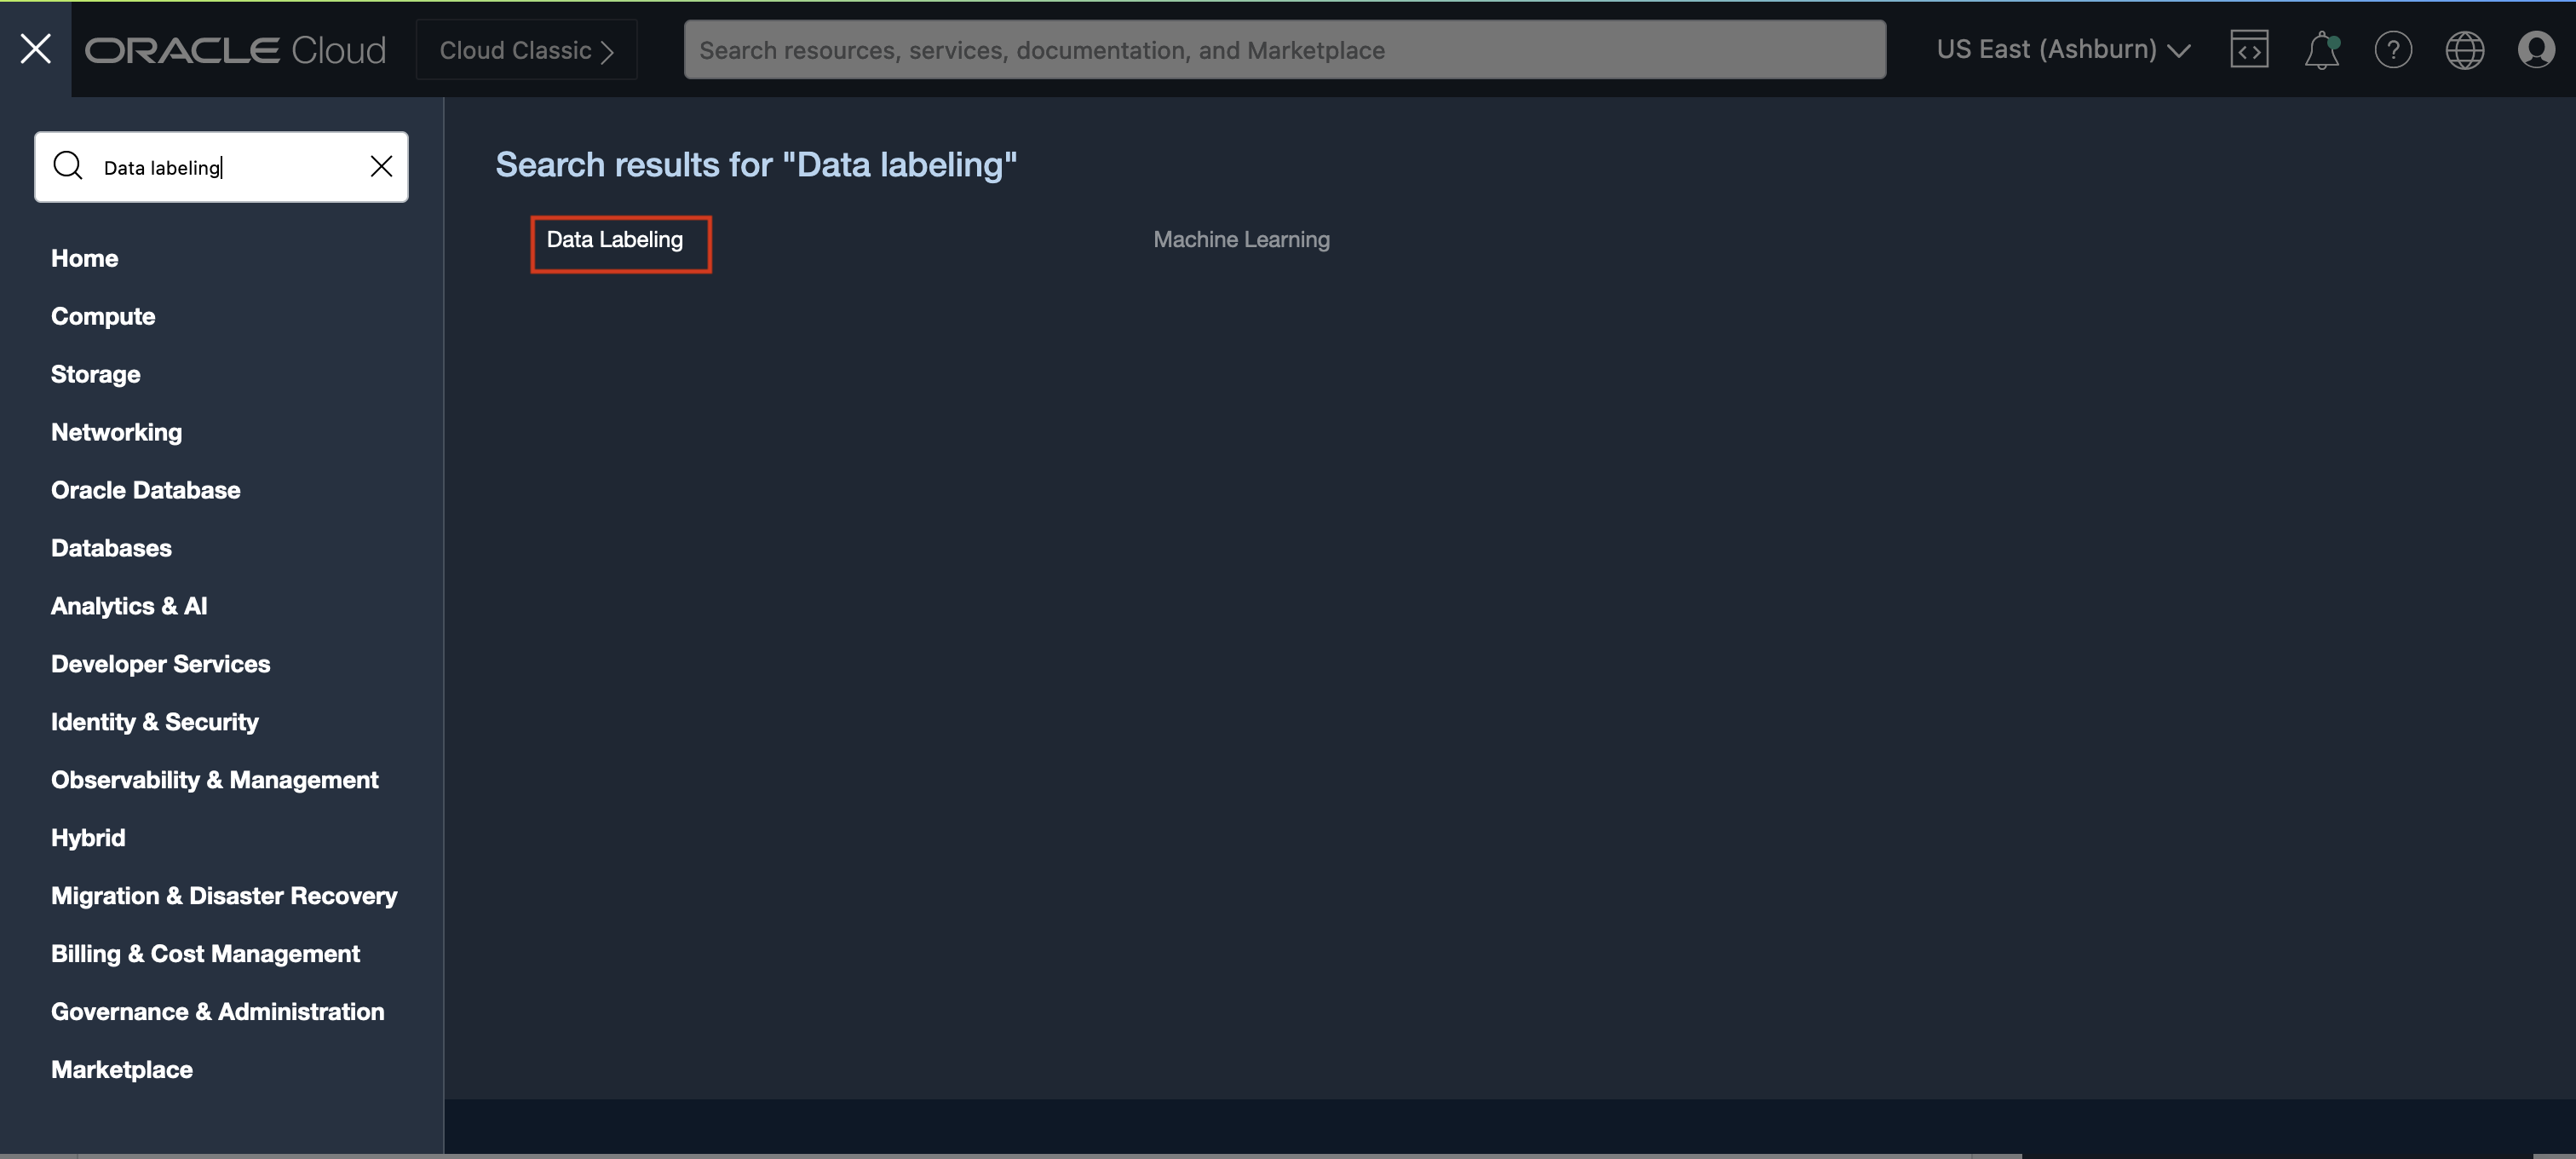 ORACLE Cloud
Cloud Classic
Search resources, services, documentation, and Marketplace
US East (Ashburn)
Data labeling
Home
Compute
Storage
Networking
Oracle Database
Databases
Analytics & AI
Developer Services
Identity & Security
Observability & Management
Hybrid
Migration & Disaster Recovery
Billing & Cost Management
Governance & Administration
Marketplace
Search results for "Data labeling"
Data Labeling
Machine Learning